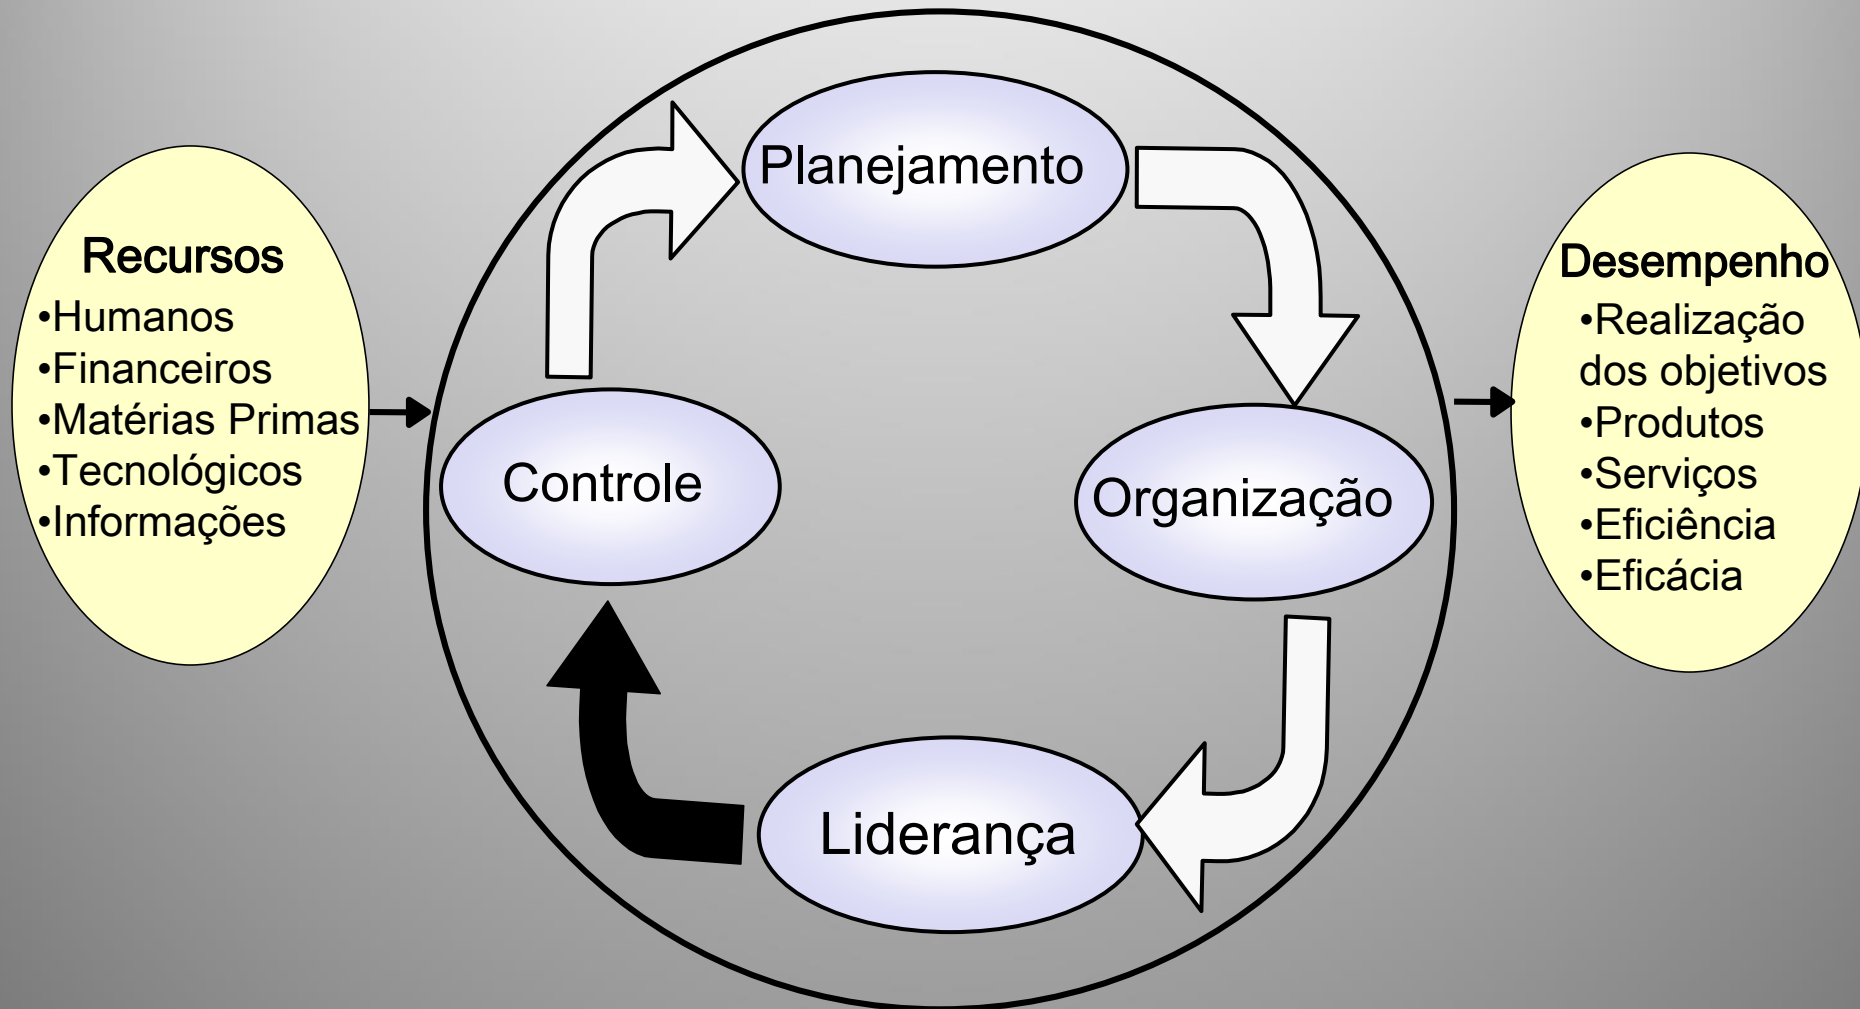 Recursos
•Humanos
•Financeiros
•Matérias Primas
•Tecnológicos
•Informações
Planejamento
Controle
Organização
Liderança
Desempenho
•Realização
dos objetivos
•Produtos
•Serviços
•Eficiência
•Eficácia